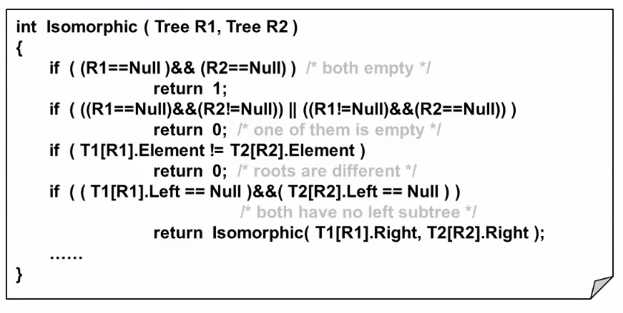 int Isomorphic ( Tree R1, Tree R2 )
{
if ( (R1==Null )&& (R2==Null) ) /* both empty */
return 1;
if ( ((R1==Null)&&(R2!=Null)) || ((R1!=Null)&&(R2==Null)) )
return 0; /* one of them is empty */
if ( T1[R1].Element != T2[R2].Element )
return 0; /* roots are different */
if ( ( T1[R1].Left == Null )&&( T2[R2].Left == Null ) )
/* both have no left subtree */
return Isomorphic( T1[R1].Right, T2[R2].Right );
……
}